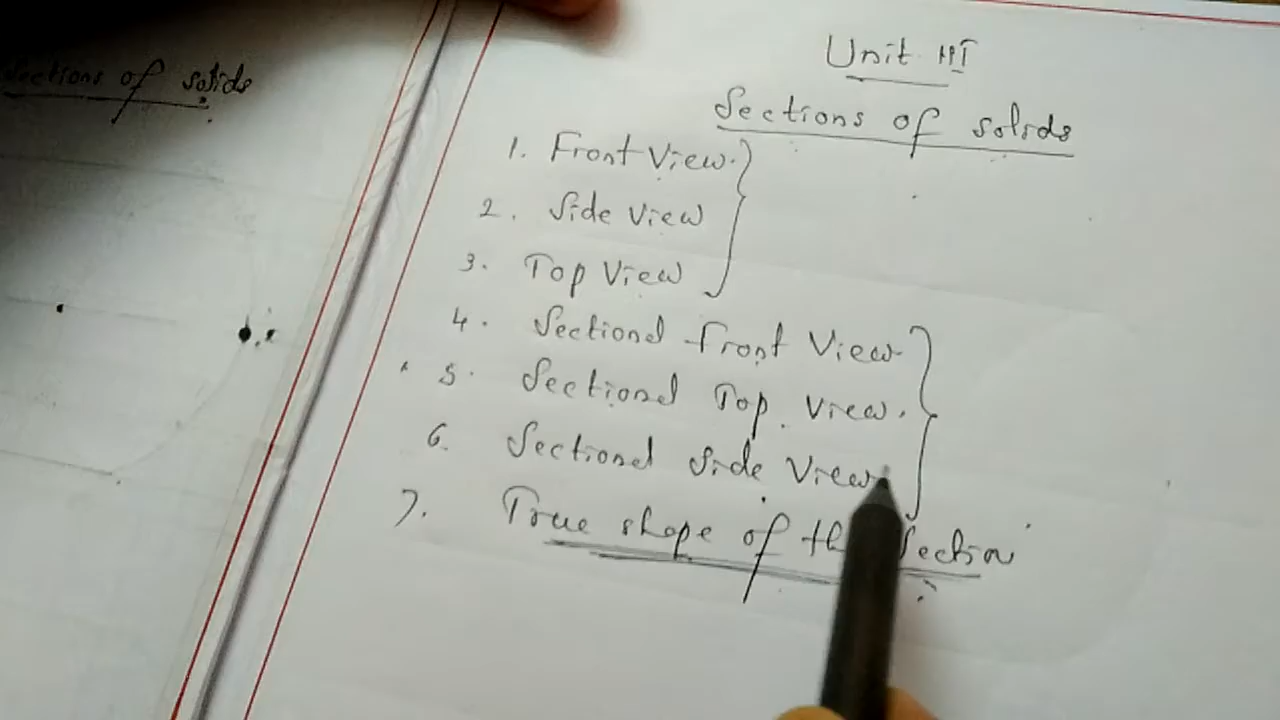 Sections of solids
Unit III
Sections of solids
1. Front View.
2. Side View
3. Top View
4. Sectional Front View
5. Sectional Top View.
6. Sectional Side View
7. True shape of the Section